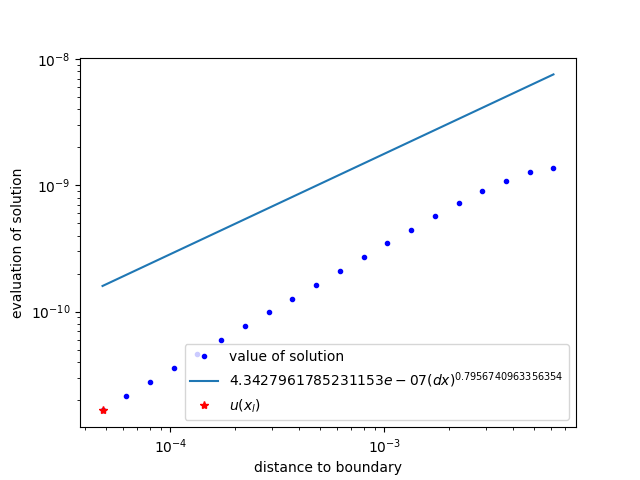 10^{-8}
10^{-9}
10^{-10}
evaluation of solution
value of solution
4.3427961785231153e − 07(dx)^{0.7956740963356354}
u(x_l)
10^{-4} 10^{-3}
distance to boundary